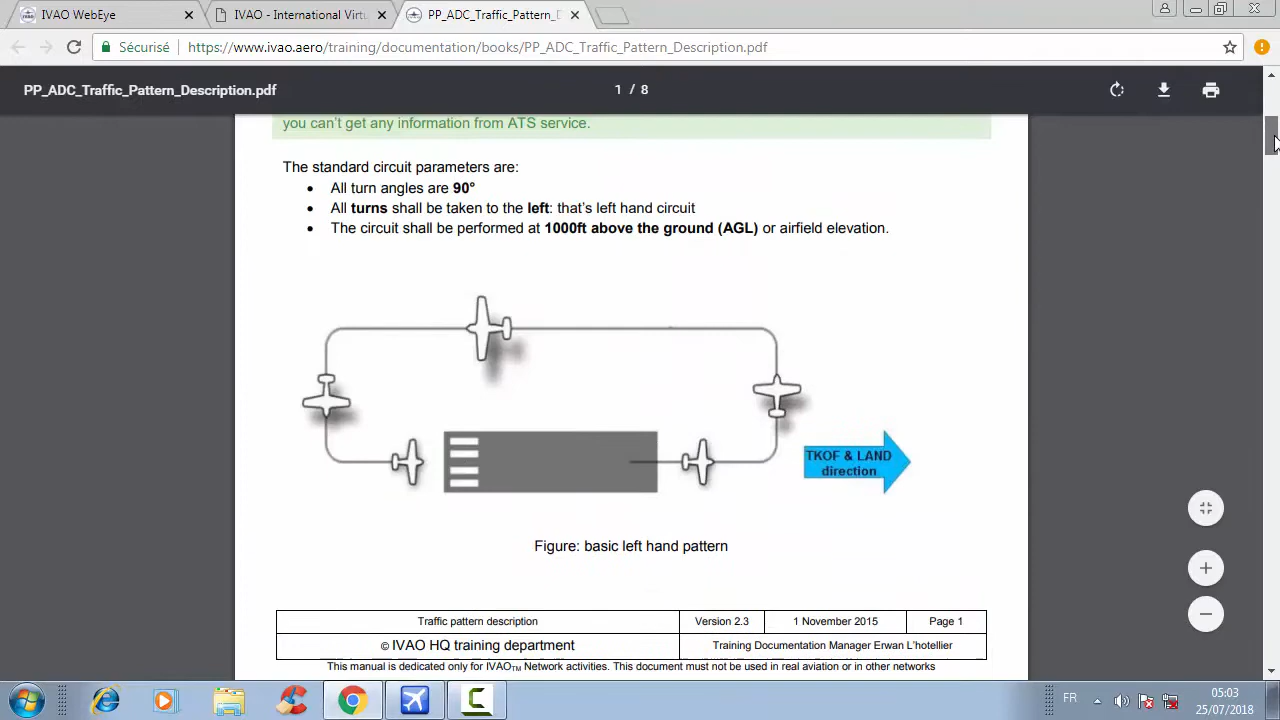 IVAO WebEye
IVAO - International Virtu
PP_ADC_Traffic_Pattern_D
Sécurisé
https://www.ivao.aero/training/documentation/books/PP_ADC_Traffic_Pattern_Description.pdf
PP_ADC_Traffic_Pattern_Description.pdf
1 / 8
you can't get any information from ATS service.
The standard circuit parameters are:
• All turn angles are 90°
• All turns shall be taken to the left: that's left hand circuit
• The circuit shall be performed at 1000ft above the ground (AGL) or airfield elevation.
TKOF & LAND
direction
Figure: basic left hand pattern
Traffic pattern description
Version 2.3
1 November 2015
Page 1
© IVAO HQ training department
Training Documentation Manager Erwan L'hotellier
This manual is dedicated only for IVAO™ Network activities. This document must not be used in real aviation or in other networks
FR
05:03
25/07/2018